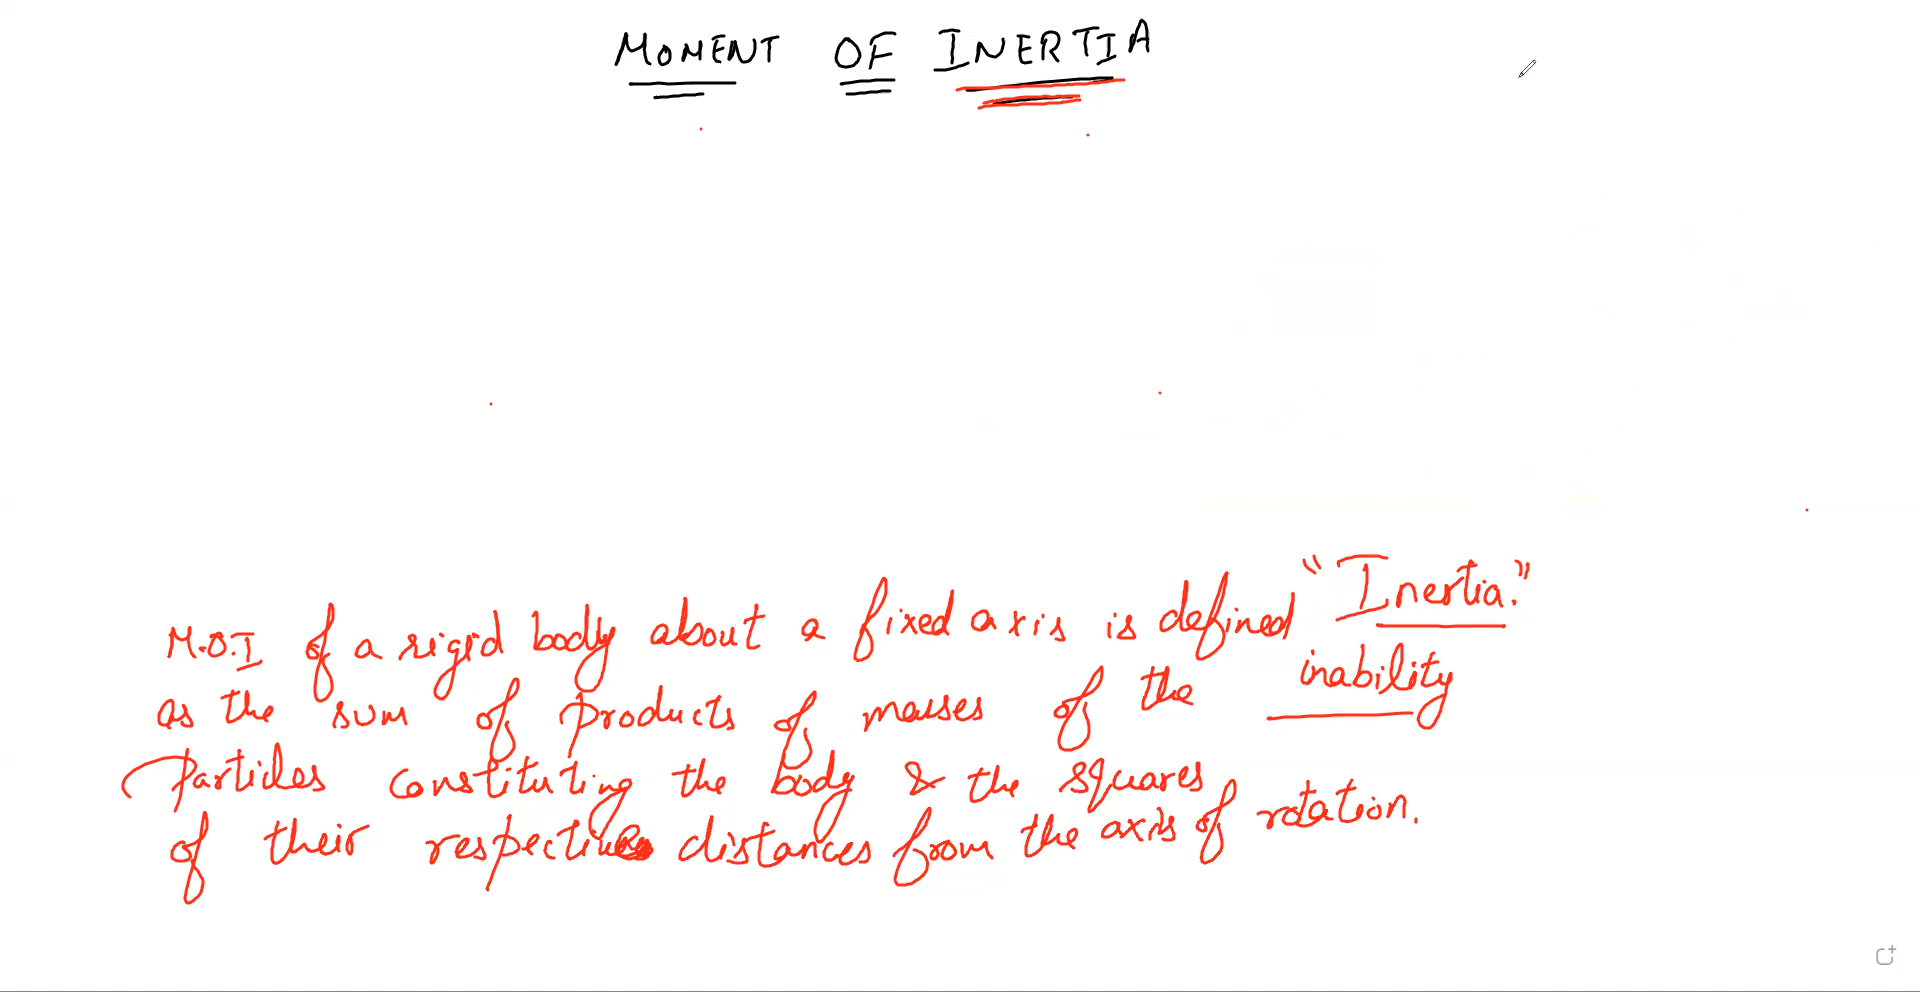 MOMENT OF INERTIA
M.O.I of a rigid body about a fixed axis is defined "Inertia."
as the sum of products of masses of the inability
Particles constituting the body & the squares
of their respective distances from the axis of rotation.